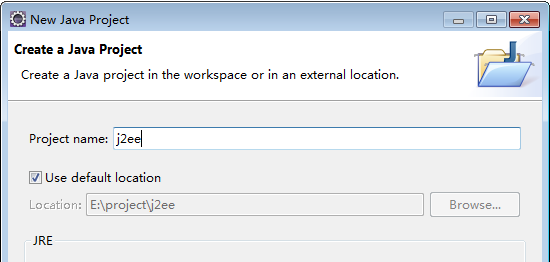 New Java Project
Create a Java Project
Create a Java project in the workspace or in an external location.
Project name: j2ee
Use default location
Location: E:\project\j2ee Browse...
JRE